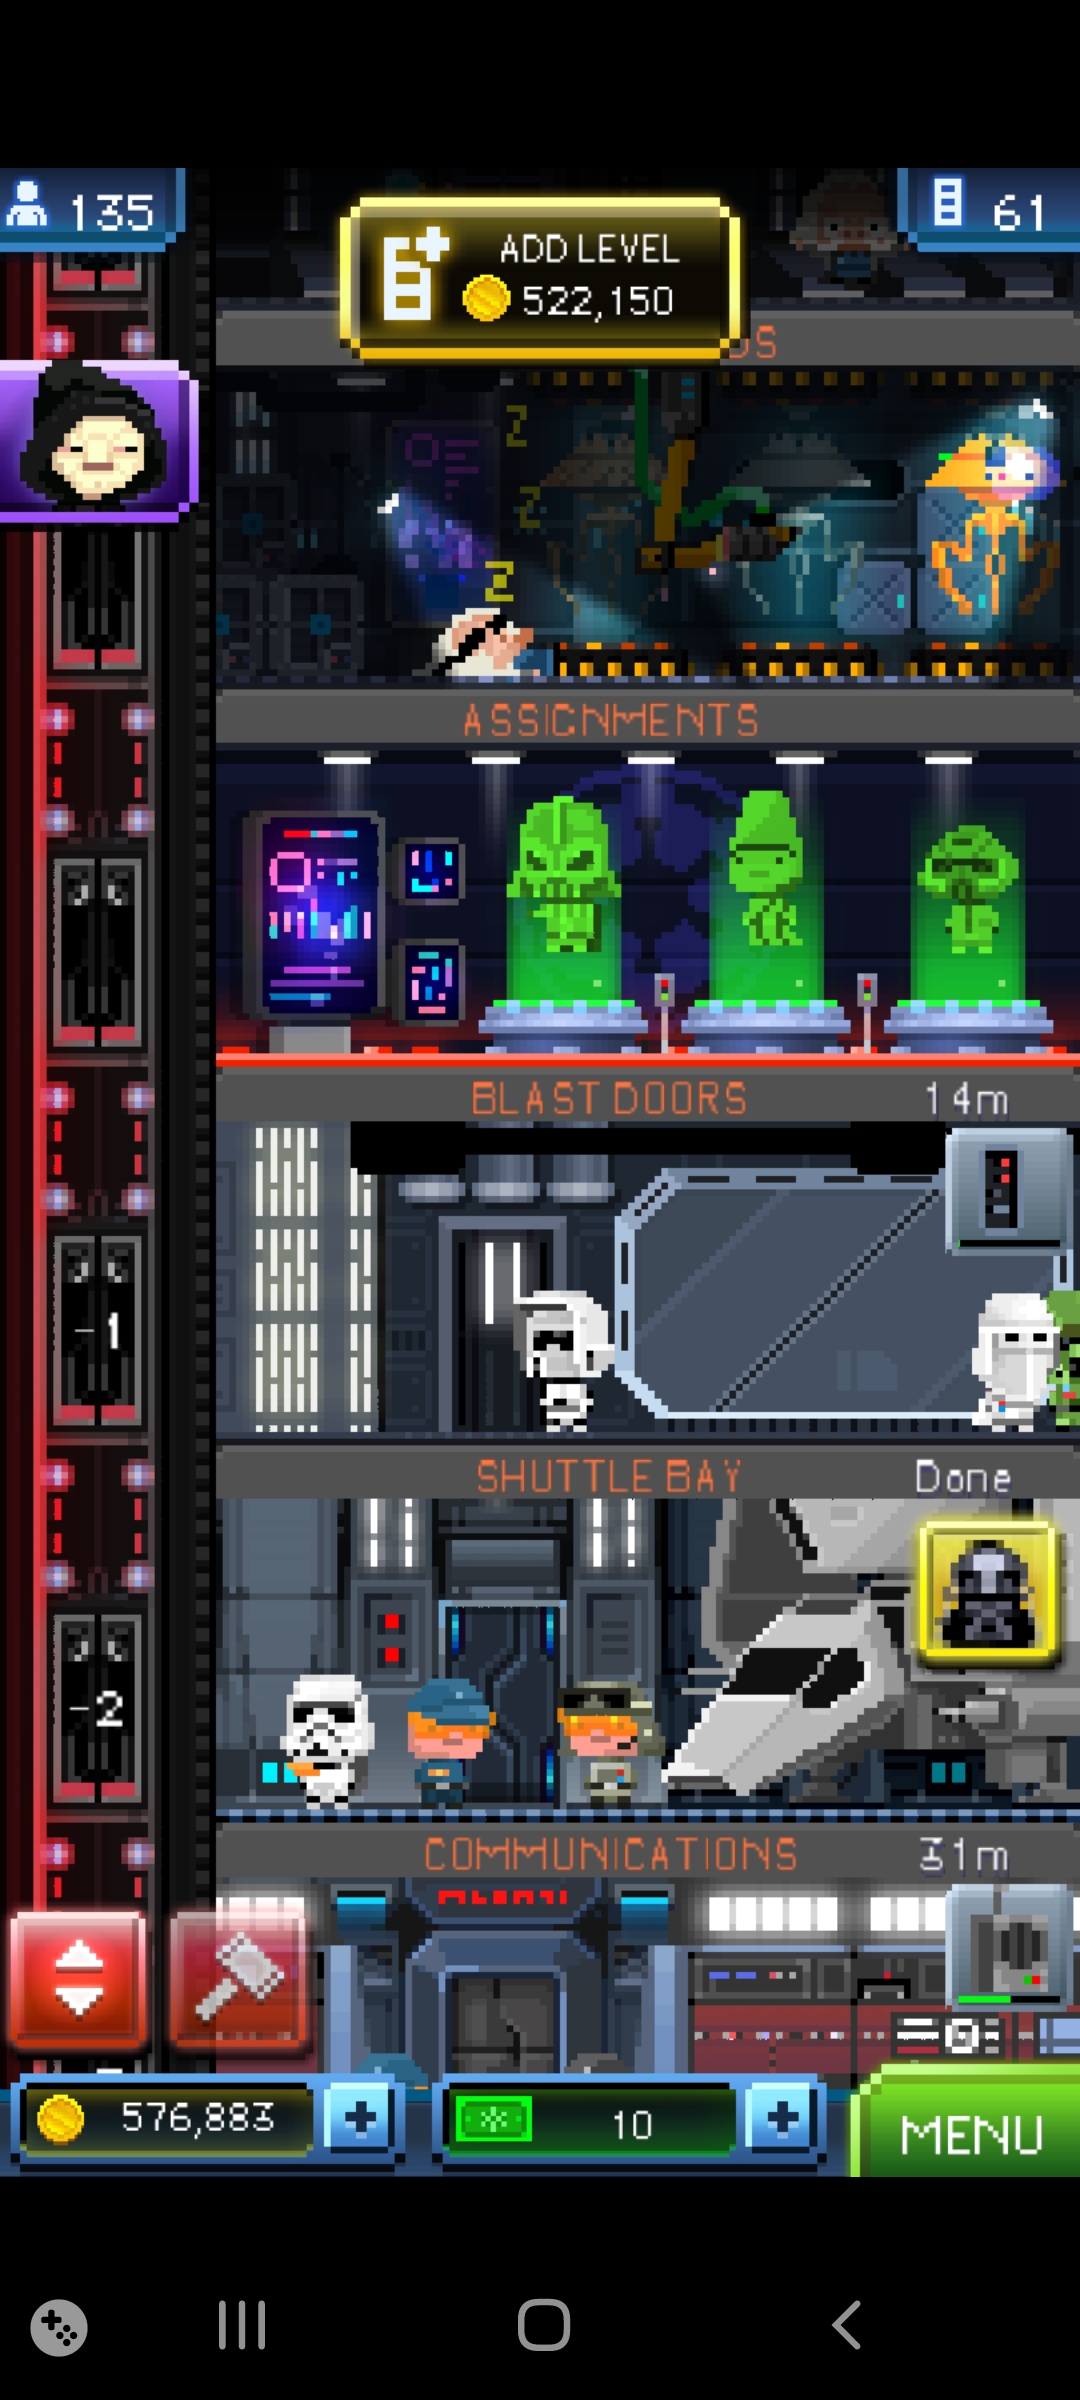 135
ADD LEVEL
522,150
61
DS
Z
Z
Z
ASSIGNMENTS
BLAST DOORS 14m
-1
SHUTTLE BAY Done
-2
COMMUNICATIONS 31m
576,883
10
MENU